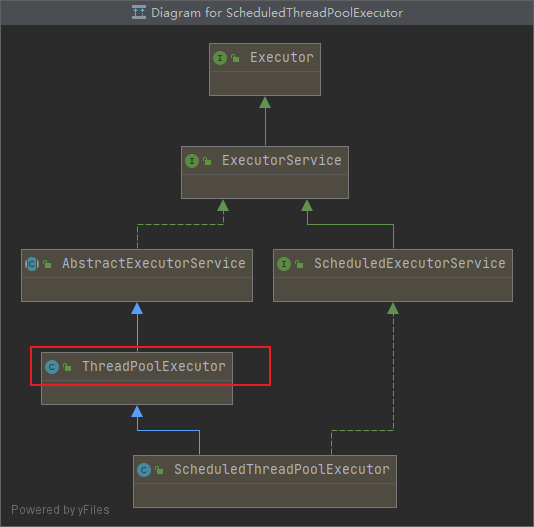 Diagram for ScheduledThreadPoolExecutor
I Executor
I ExecutorService
C AbstractExecutorService
I ScheduledExecutorService
C ThreadPoolExecutor
C ScheduledThreadPoolExecutor
Powered by yFiles